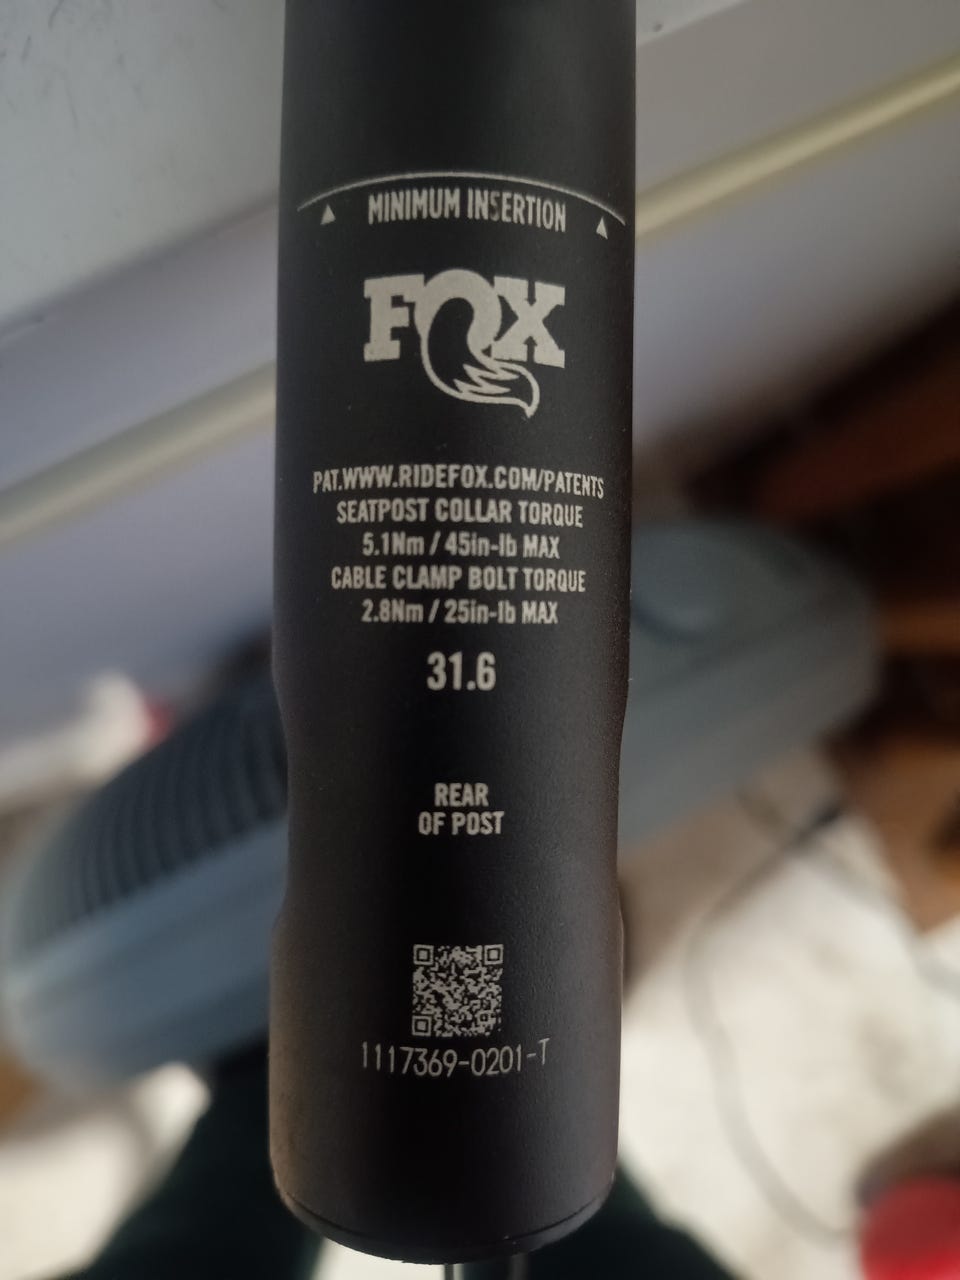 MINIMUM INSERTION
FOX
PAT.WWW.RIDEFOX.COM/PATENTS
SEATPOST COLLAR TORQUE
5.1Nm / 45in-lb MAX
CABLE CLAMP BOLT TORQUE
2.8Nm / 25in-lb MAX
31.6
REAR
OF POST
1117369-0201-T